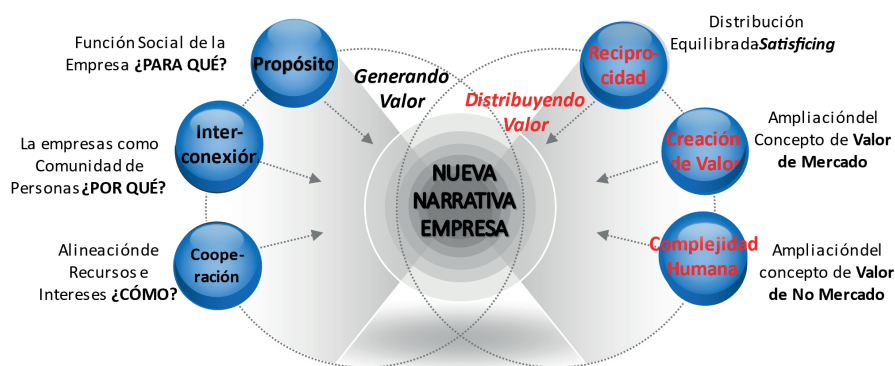 Función Social de la
Empresa ¿PARA QUÉ?
Propósito
La empresas como
Comunidad de
Personas ¿POR QUÉ?
Inter-
conexión
Alineaciónde
Recursos e
Intereses ¿CÓMO?
Coope-
ración
Generando
Valor
Distribuyendo
Valor
NUEVA
NARRATIVA
EMPRESA
Recipro-
cidad
Distribución
EquilibradaSatisficing
Creación
de Valor
Ampliacióndel
Concepto de Valor
de Mercado
Complejidad
Humana
Ampliacióndel
concepto de Valor
de No Mercado